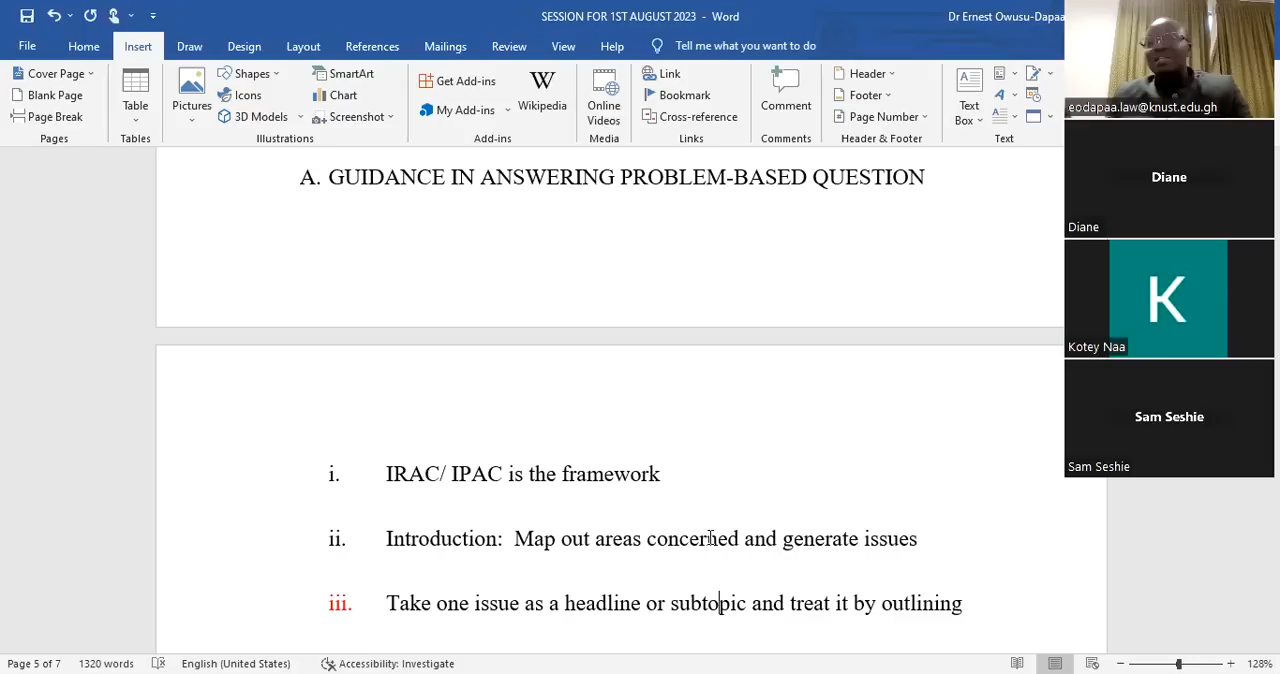 SESSION FOR 1ST AUGUST 2023 - Word
Dr Ernest Owusu-Dapaa
File Home Insert Draw Design Layout References Mailings Review View Help Tell me what you want to do
Cover Page
Blank Page
Page Break
Pages
Table
Tables
Pictures
Shapes
Icons
3D Models
SmartArt
Chart
Screenshot
Illustrations
Get Add-ins
My Add-ins
Wikipedia
Add-ins
Online
Videos
Media
Link
Bookmark
Cross-reference
Links
Comment
Comments
Header
Footer
Page Number
Header & Footer
Text
Box
Text
eodapaa.law@knust.edu.gh
Diane
Diane
K
Kotey Naa
Sam Seshie
Sam Seshie
A. GUIDANCE IN ANSWERING PROBLEM-BASED QUESTION
i. IRAC/ IPAC is the framework
ii. Introduction: Map out areas concerned and generate issues
iii. Take one issue as a headline or subtopic and treat it by outlining
Page 5 of 7 1320 words English (United States) Accessibility: Investigate 128%